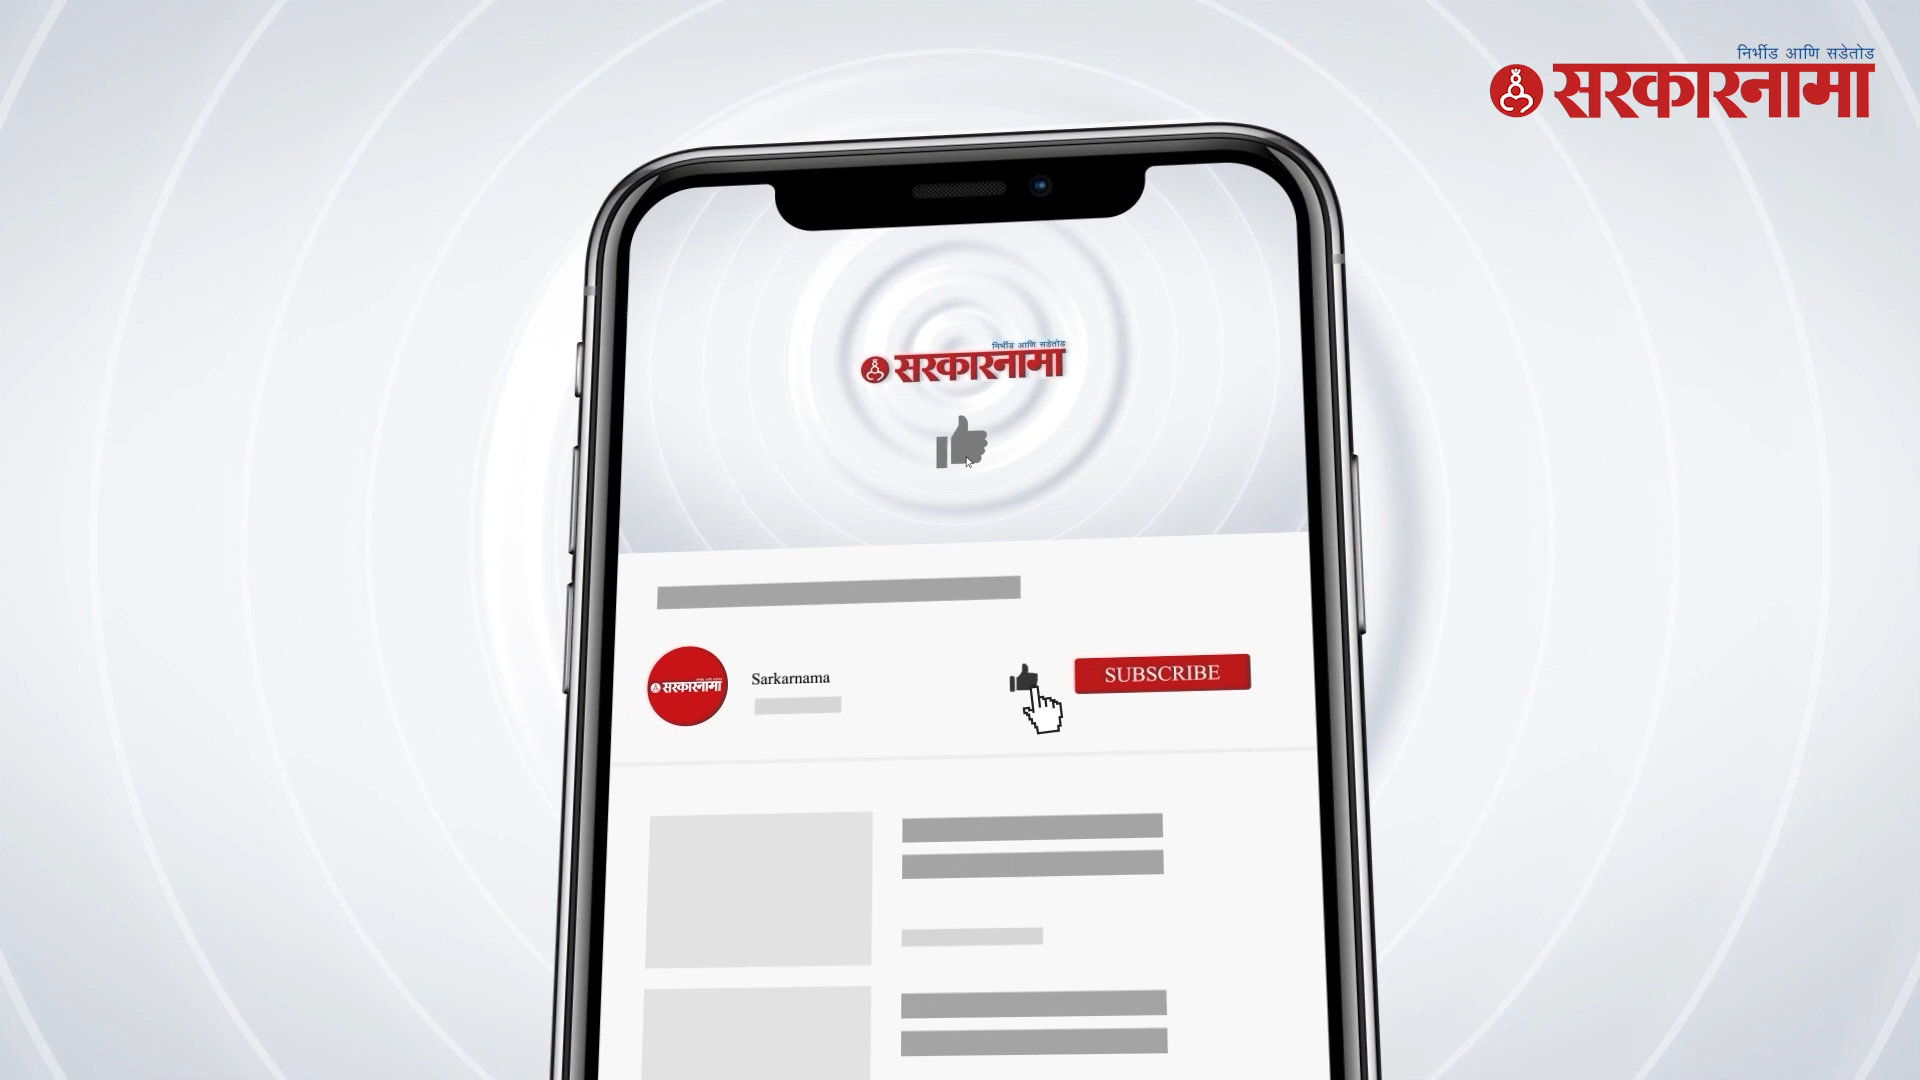 निर्भीड आणि सडेतोड
सरकारनामा
निर्भीड आणि सडेतोड
सरकारनामा
सरकारनामा
Sarkarnama
SUBSCRIBE